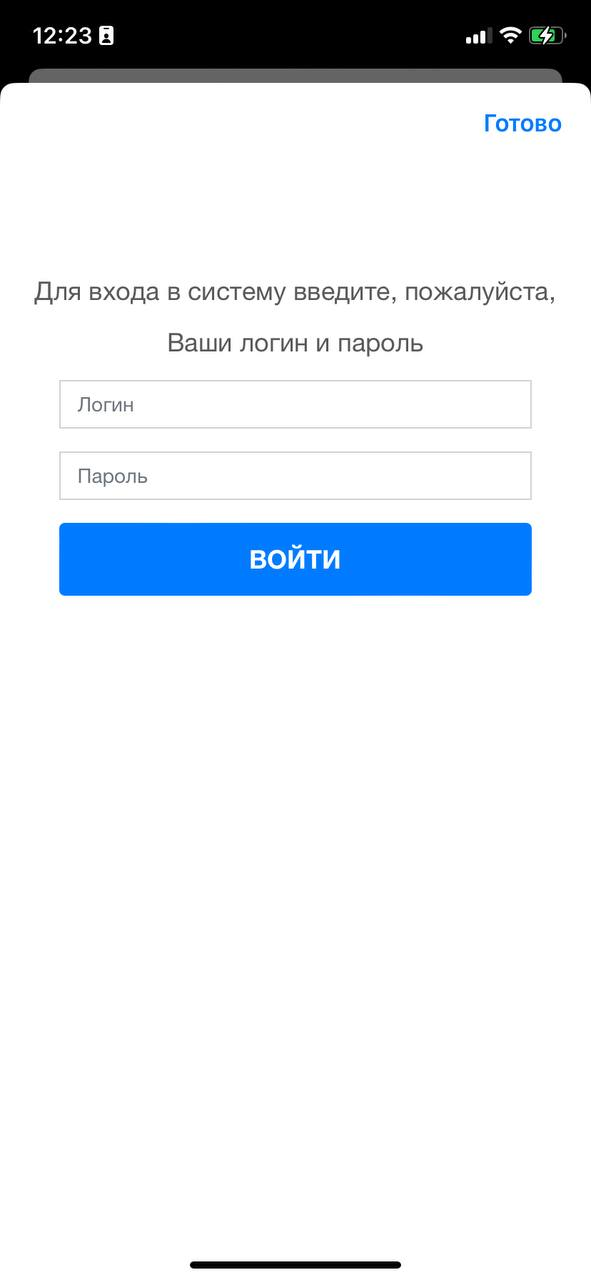 12:23
Готово
Для входа в систему введите, пожалуйста,
Ваши логин и пароль
Логин
Пароль
ВОЙТИ